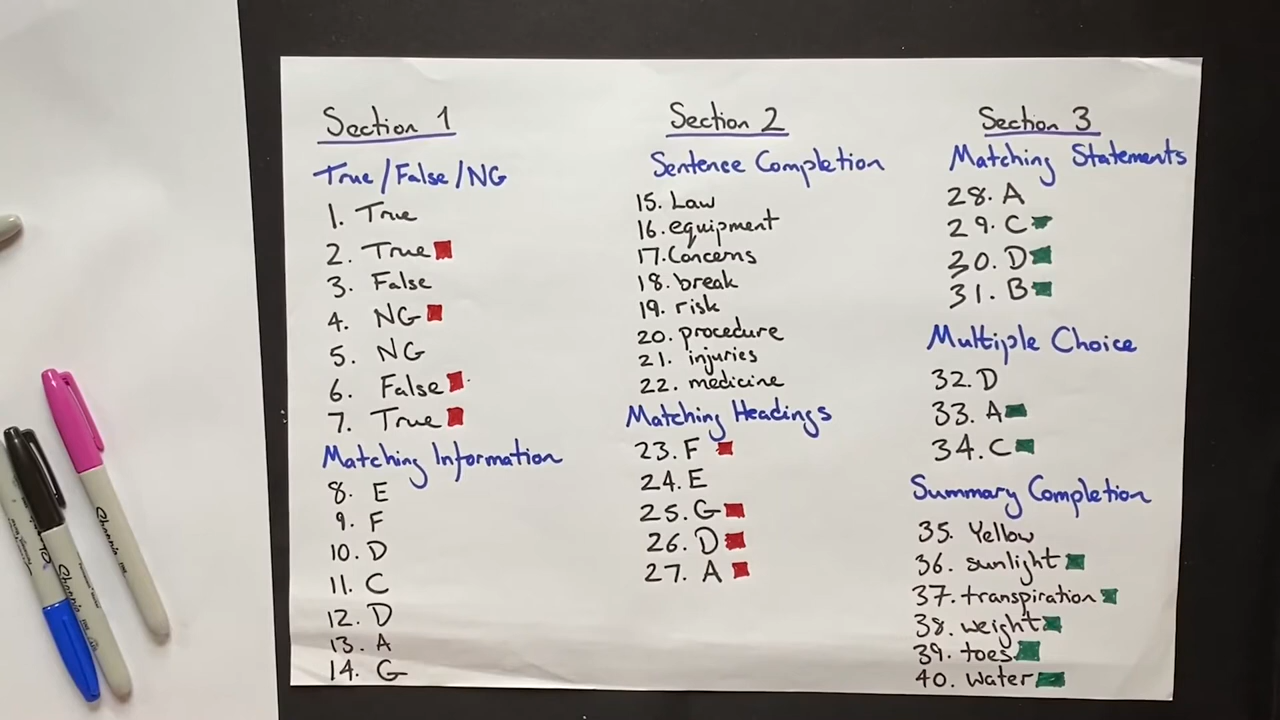 Section 1
True/False/NG
1. True
2. True
3. False
4. NG
5. NG
6. False
7. True
Matching Information
8. E
9. F
10. D
11. C
12. D
13. A
14. G
Section 2
Sentence Completion
15. Law
16. equipment
17. Concerns
18. break
19. risk
20. procedure
21. injuries
22. medicine
Matching Headings
23. F
24. E
25. G
26. D
27. A
Section 3
Matching Statements
28. A
29. C
30. D
31. B
Multiple Choice
32. D
33. A
34. C
Summary Completion
35. Yellow
36. sunlight
37. transpiration
38. weight
39. toes
40. water
Sharpie
Sharpie